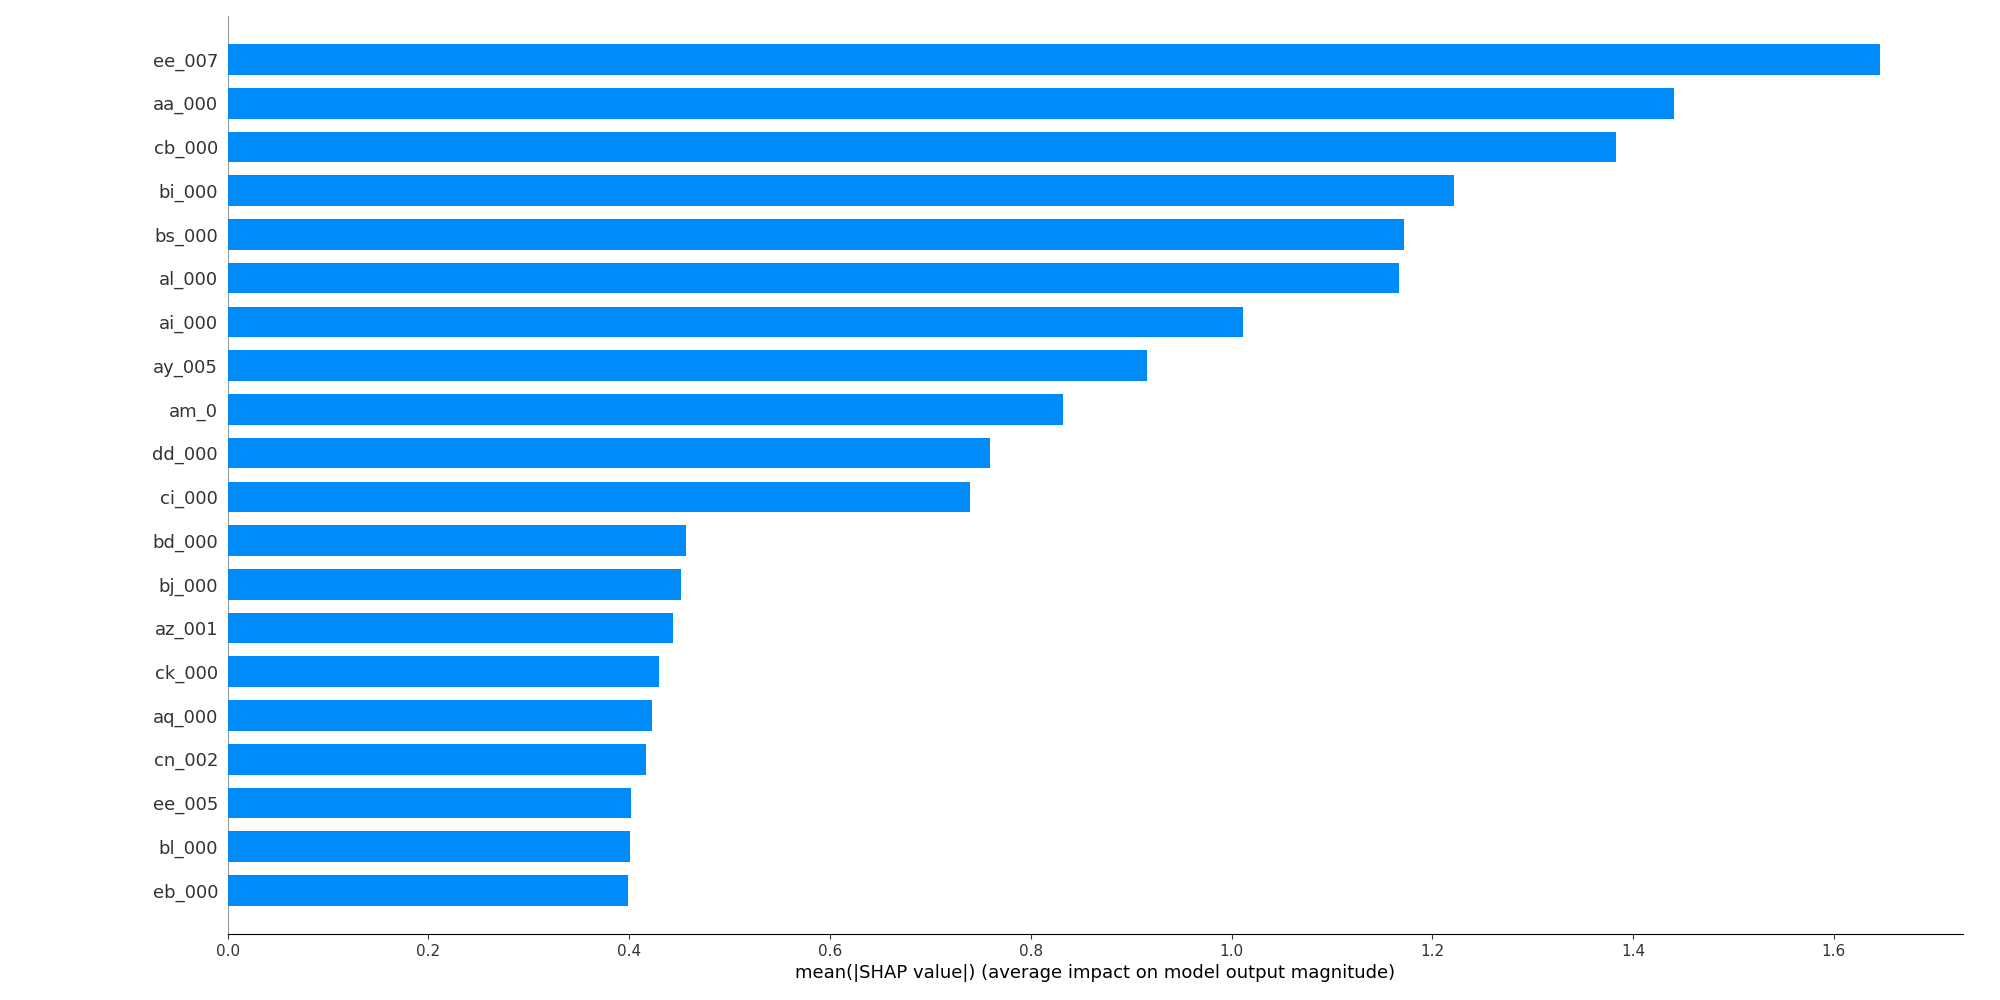 ee_007
aa_000
cb_000
bi_000
bs_000
al_000
ai_000
ay_005
am_0
dd_000
ci_000
bd_000
bj_000
az_001
ck_000
aq_000
cn_002
ee_005
bl_000
eb_000
0.0 0.2 0.4 0.6 0.8 1.0 1.2 1.4 1.6
mean(|SHAP value|) (average impact on model output magnitude)